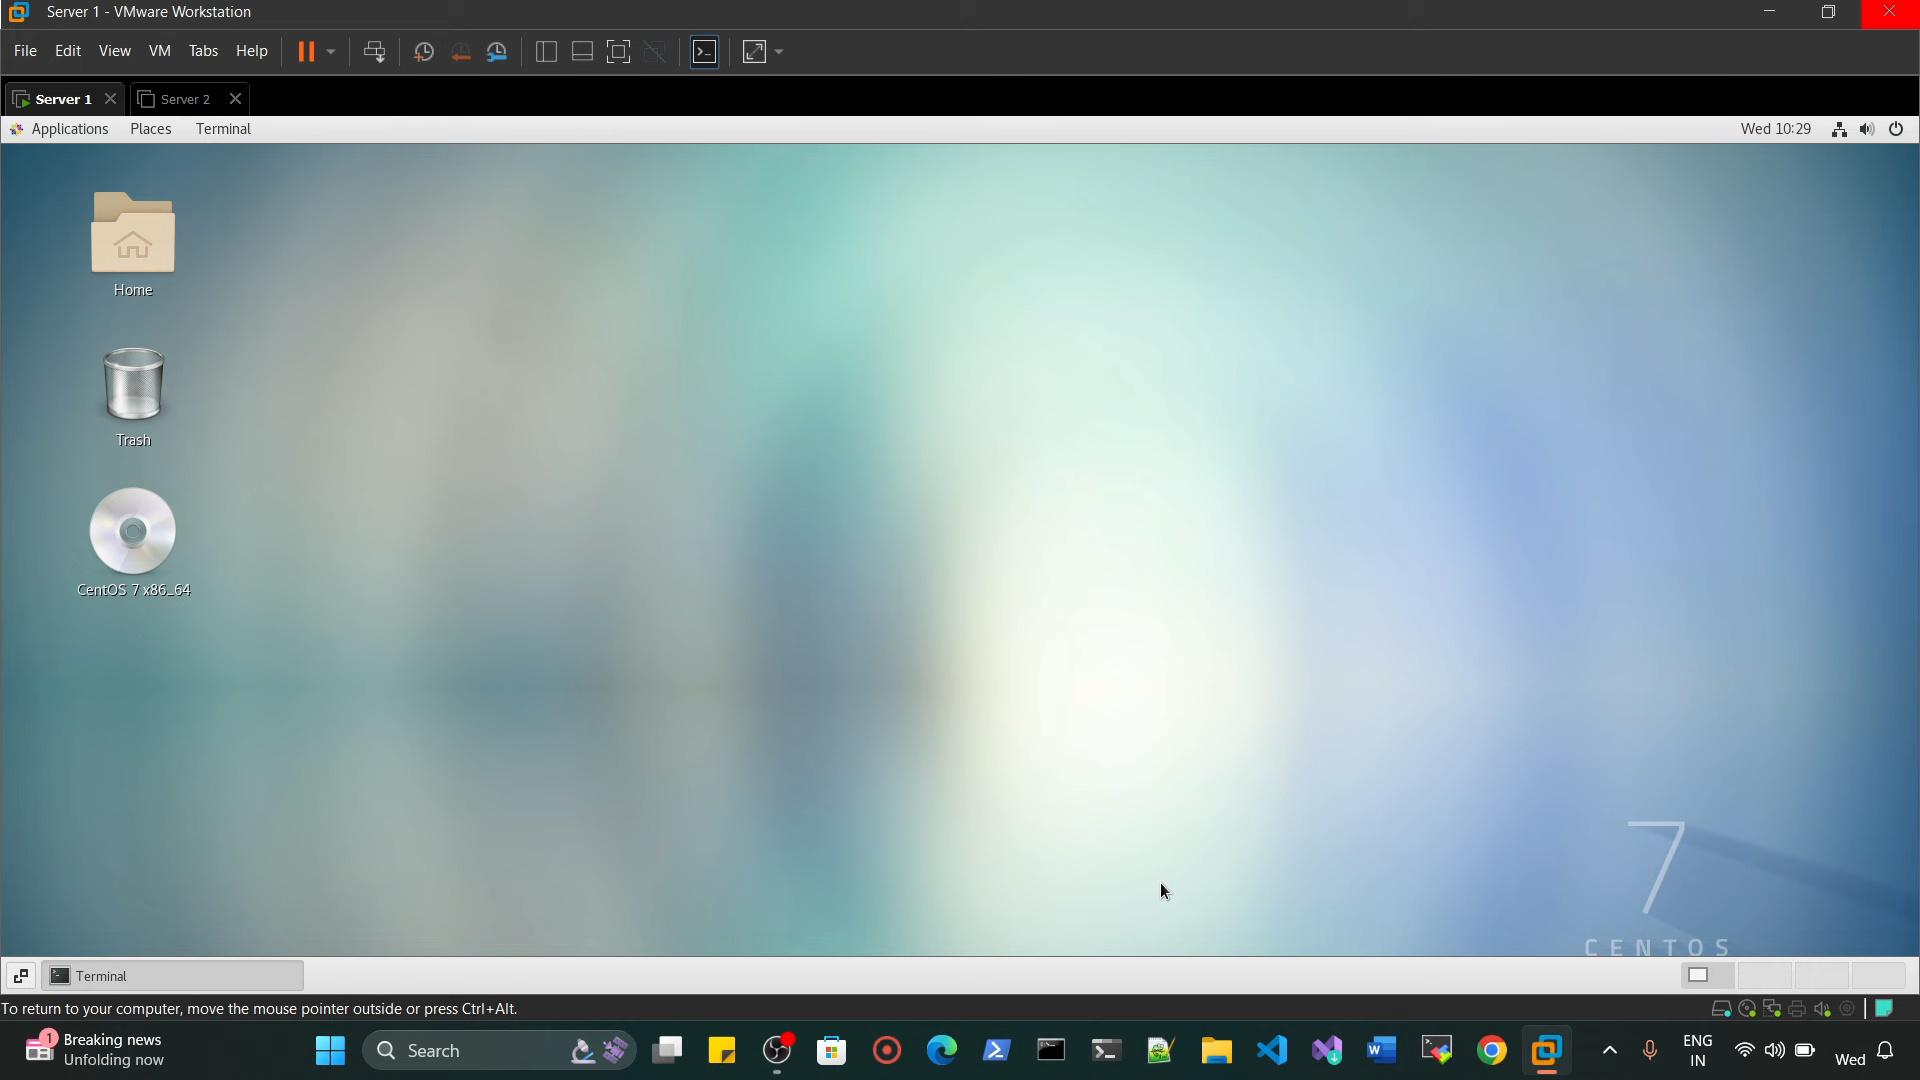 Server 1 - VMware Workstation
File Edit View VM Tabs Help
Server 1 Server 2
Applications Places Terminal Wed 10:29
Home
Trash
CentOS 7 x86_64
7
CENTOS
Terminal
To return to your computer, move the mouse pointer outside or press Ctrl+Alt.
1 Breaking news
Unfolding now
Search
ENG
IN
Wed